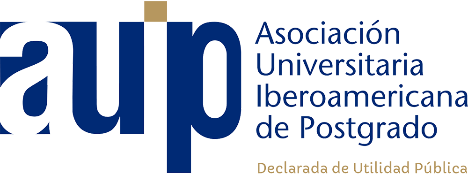 auip
Asociación
Universitaria
Iberoamericana
de Postgrado
Declarada de Utilidad Pública